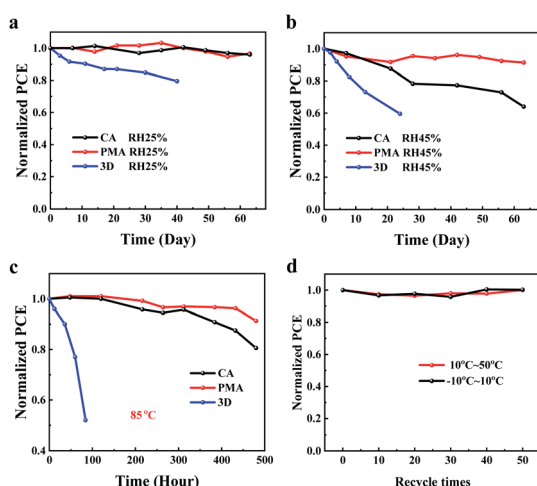 a
Normalized PCE
1.0
0.8
0.6
0.4
0.2
0.0
CA RH25%
PMA RH25%
3D RH25%
0 10 20 30 40 50 60
Time (Day)
b
Normalized PCE
1.0
0.8
0.6
0.4
0.2
0.0
CA RH45%
PMA RH45%
3D RH45%
0 10 20 30 40 50 60
Time (Day)
c
Normalized PCE
1.0
0.8
0.6
0.4
CA
PMA
3D
85°C
0 100 200 300 400 500
Time (Hour)
d
Normalized PCE
1.0
0.8
0.6
0.4
0.2
0.0
10°C~50°C
-10°C~10°C
0 10 20 30 40 50
Recycle times